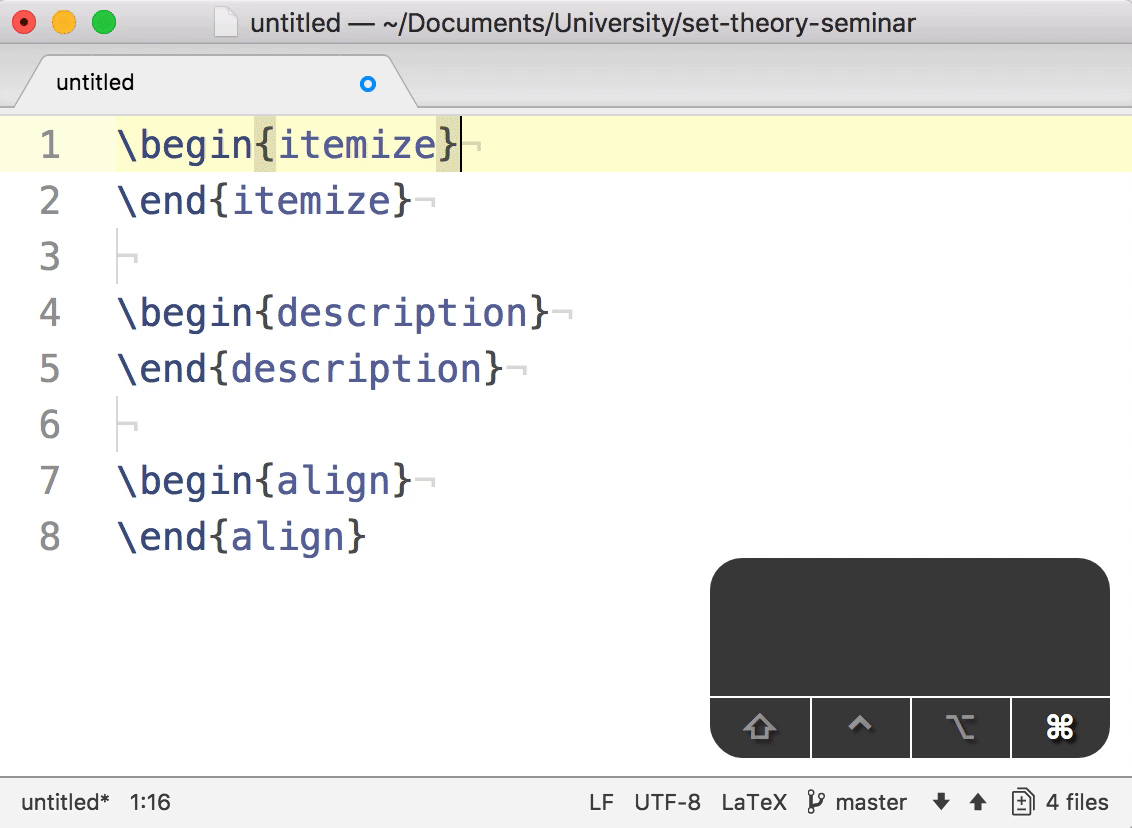 untitled — ~/Documents/University/set-theory-seminar
untitled
1 \begin{itemize}¬
2 \end{itemize}¬
3 ¬
4 \begin{description}¬
5 \end{description}¬
6 ¬
7 \begin{align}¬
8 \end{align}
⇧ ⌃ ⌥ ⌘
untitled* 1:16 LF UTF-8 LaTeX master 4 files